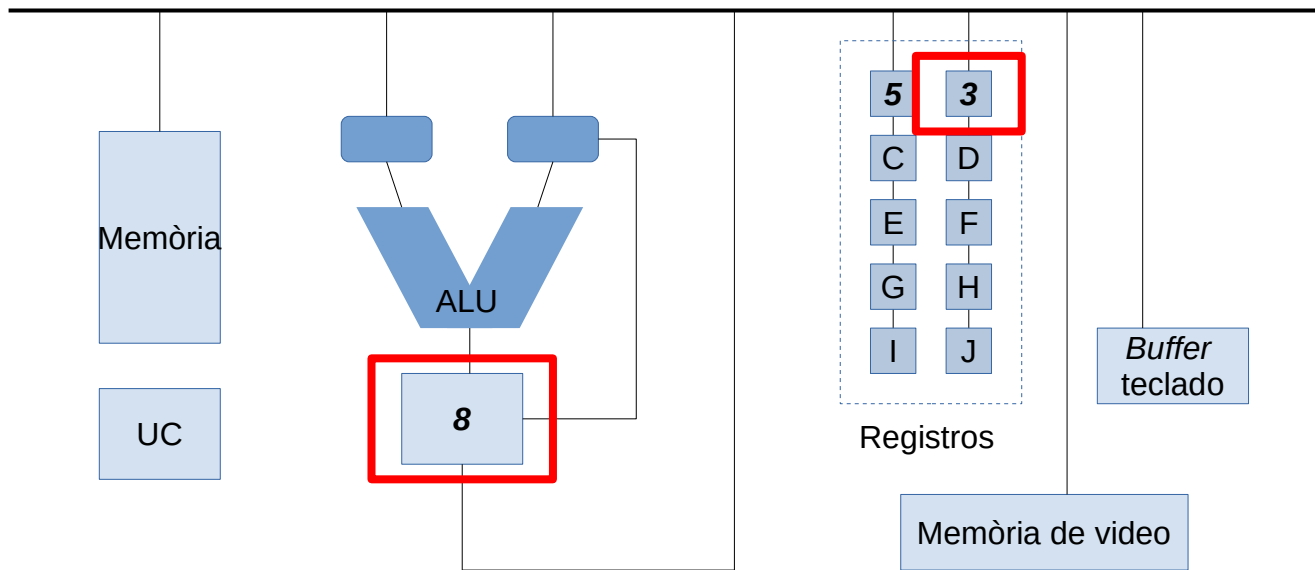 5 3
C D
Memòria
E F
ALU
G H
I J
Buffer
teclado
8
UC
Registros
Memòria de video